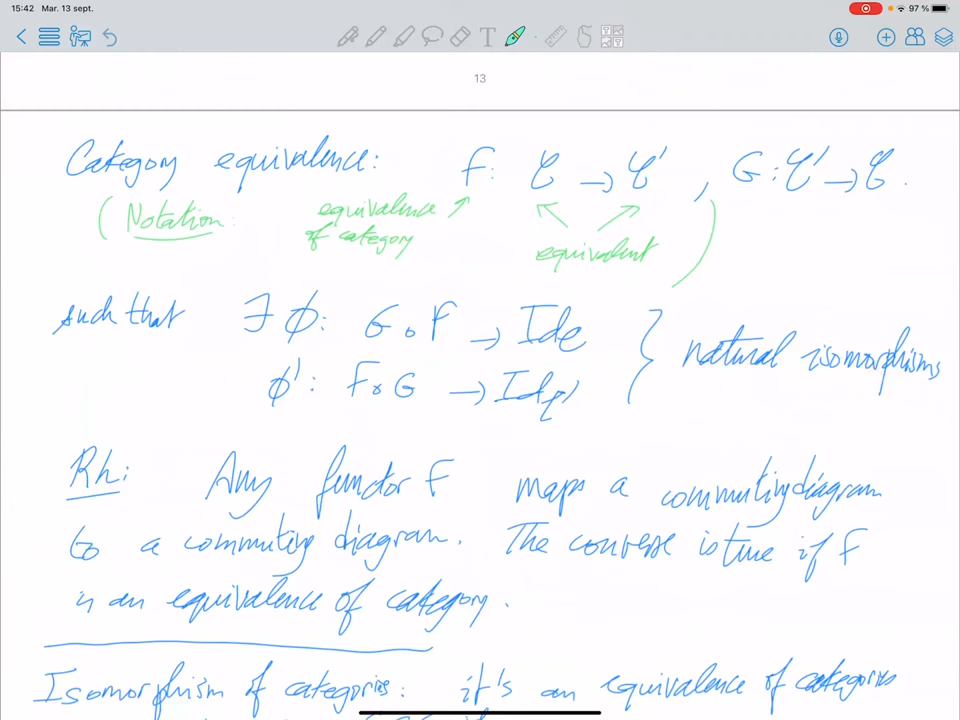 15:42 Mar. 13 sept. 97 %
T
13
Category equivalence: F: 𝒞 → 𝒞' , G: 𝒞' → 𝒞.
(Notation: equivalence of category ↗ equivalent)
such that ∃ ϕ: G∘F → Id𝒞 } natural isomorphisms
ϕ': F∘G → Id𝒞'
Rk: Any functor F maps a commuting diagram
to a commuting diagram. The converse is true if F
is an equivalence of category.
Isomorphism of categories: it's an equivalence of categories